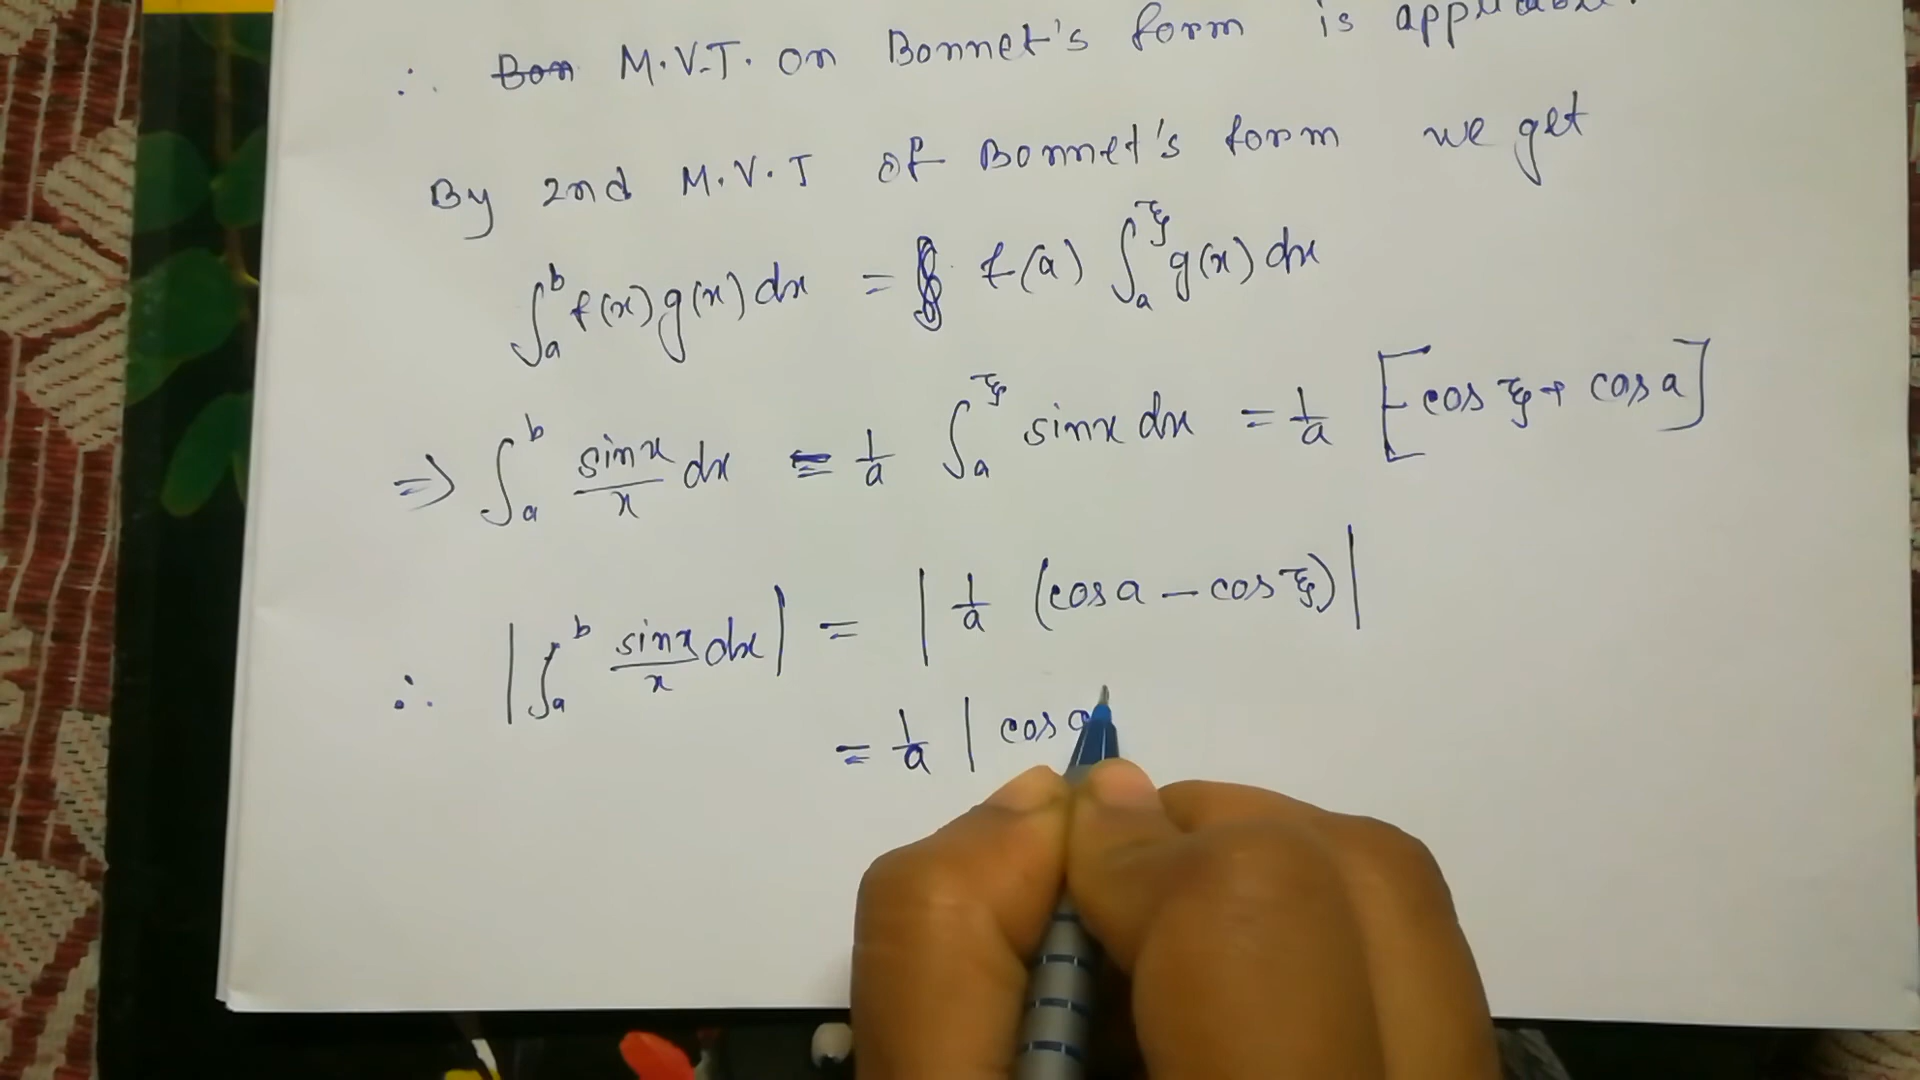 ∴ Bon M.V.T. on Bonnet's form is applicable.
By 2nd M.V.T of Bonnet's form we get
∫ₐᵇ f(x)g(x)dx = f(a) ∫ₐ^ξ g(x)dx
⇒ ∫ₐᵇ sinx/x dx = 1/a ∫ₐ^ξ sinx dx = 1/a [-cos ξ + cos a]
∴ |∫ₐᵇ sinx/x dx| = |1/a (cos a − cos ξ)|
= 1/a | cos a